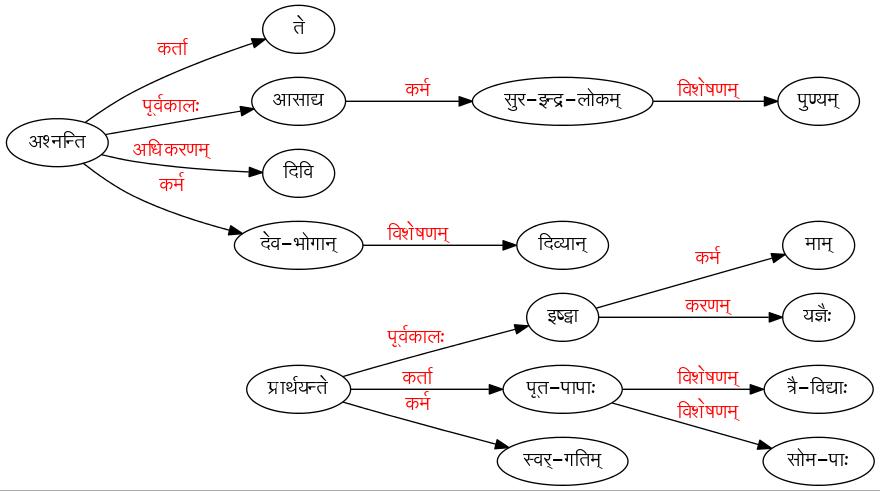 ते
कर्ता
पूर्वकालः
आसाद्य
कर्म
सुर-इन्द्र-लोकम्
विशेषणम्
पुण्यम्
अश्नन्ति
अधिकरणम्
दिवि
कर्म
देव-भोगान्
विशेषणम्
दिव्यान्
माम्
कर्म
पूर्वकालः
इष्ट्वा
करणम्
यज्ञैः
प्रार्थयन्ते
कर्ता
पूत-पापाः
विशेषणम्
त्रै-विद्याः
कर्म
विशेषणम्
स्वर्-गतिम्
सोम-पाः